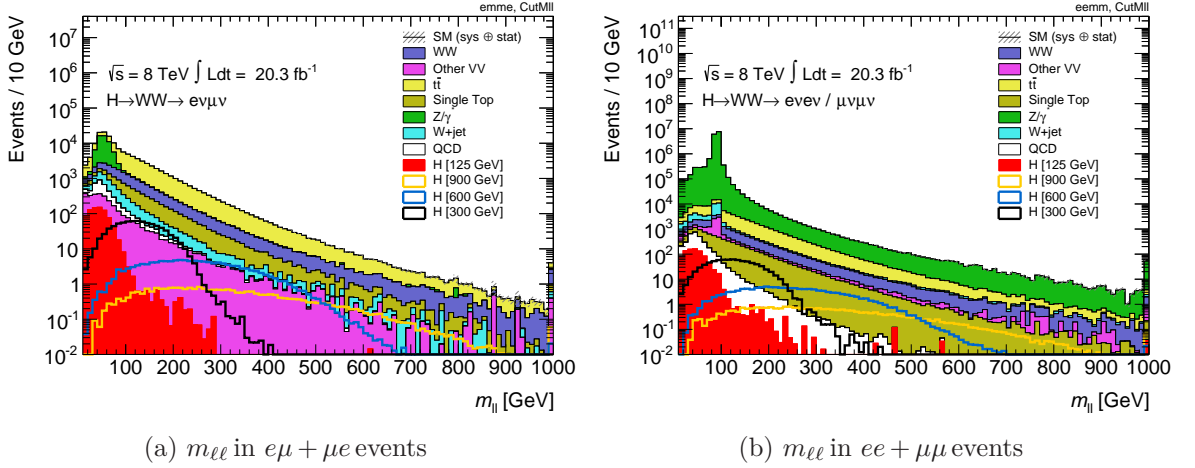 emme, CutMll
Events / 10 GeV
10⁷
10⁶
10⁵
10⁴
10³
10²
10
1
10⁻¹
10⁻²
√s = 8 TeV ∫ Ldt = 20.3 fb⁻¹
H→WW→ eνμν
SM (sys ⊕ stat)
WW
Other VV
tt̄
Single Top
Z/γ
W+jet
QCD
H [125 GeV]
H [900 GeV]
H [600 GeV]
H [300 GeV]
100 200 300 400 500 600 700 800 900 1000
m_ll [GeV]
(a) m_ℓℓ in eμ + μe events
eemm, CutMll
Events / 10 GeV
10¹¹
10¹⁰
10⁹
10⁸
10⁷
10⁶
10⁵
10⁴
10³
10²
10
1
10⁻¹
10⁻²
√s = 8 TeV ∫ Ldt = 20.3 fb⁻¹
H→WW→ eνeν / μνμν
SM (sys ⊕ stat)
WW
Other VV
tt̄
Single Top
Z/γ
W+jet
QCD
H [125 GeV]
H [900 GeV]
H [600 GeV]
H [300 GeV]
100 200 300 400 500 600 700 800 900 1000
m_ll [GeV]
(b) m_ℓℓ in ee + μμ events